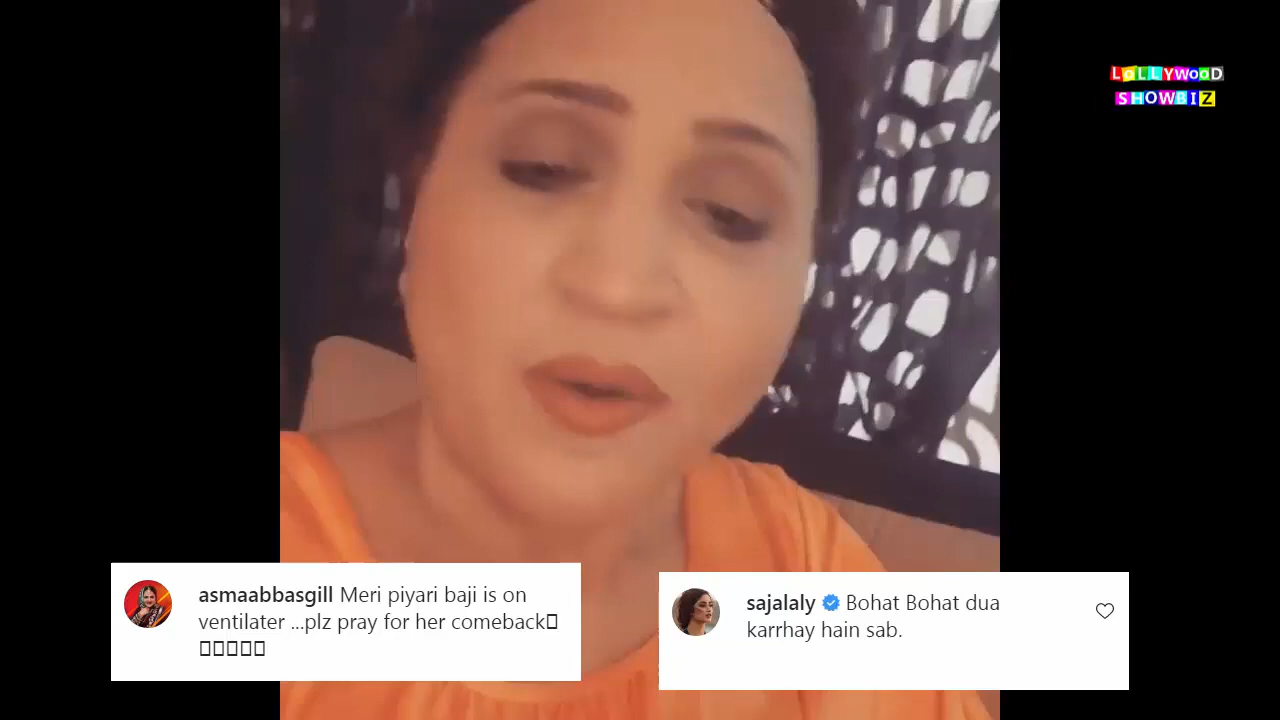 LOLLYWOOD
SHOWBIZ
asmaabbasgill Meri piyari baji is on
ventilater ...plz pray for her comeback▯
▯▯▯▯▯
sajalaly Bohat Bohat dua
karrhay hain sab.